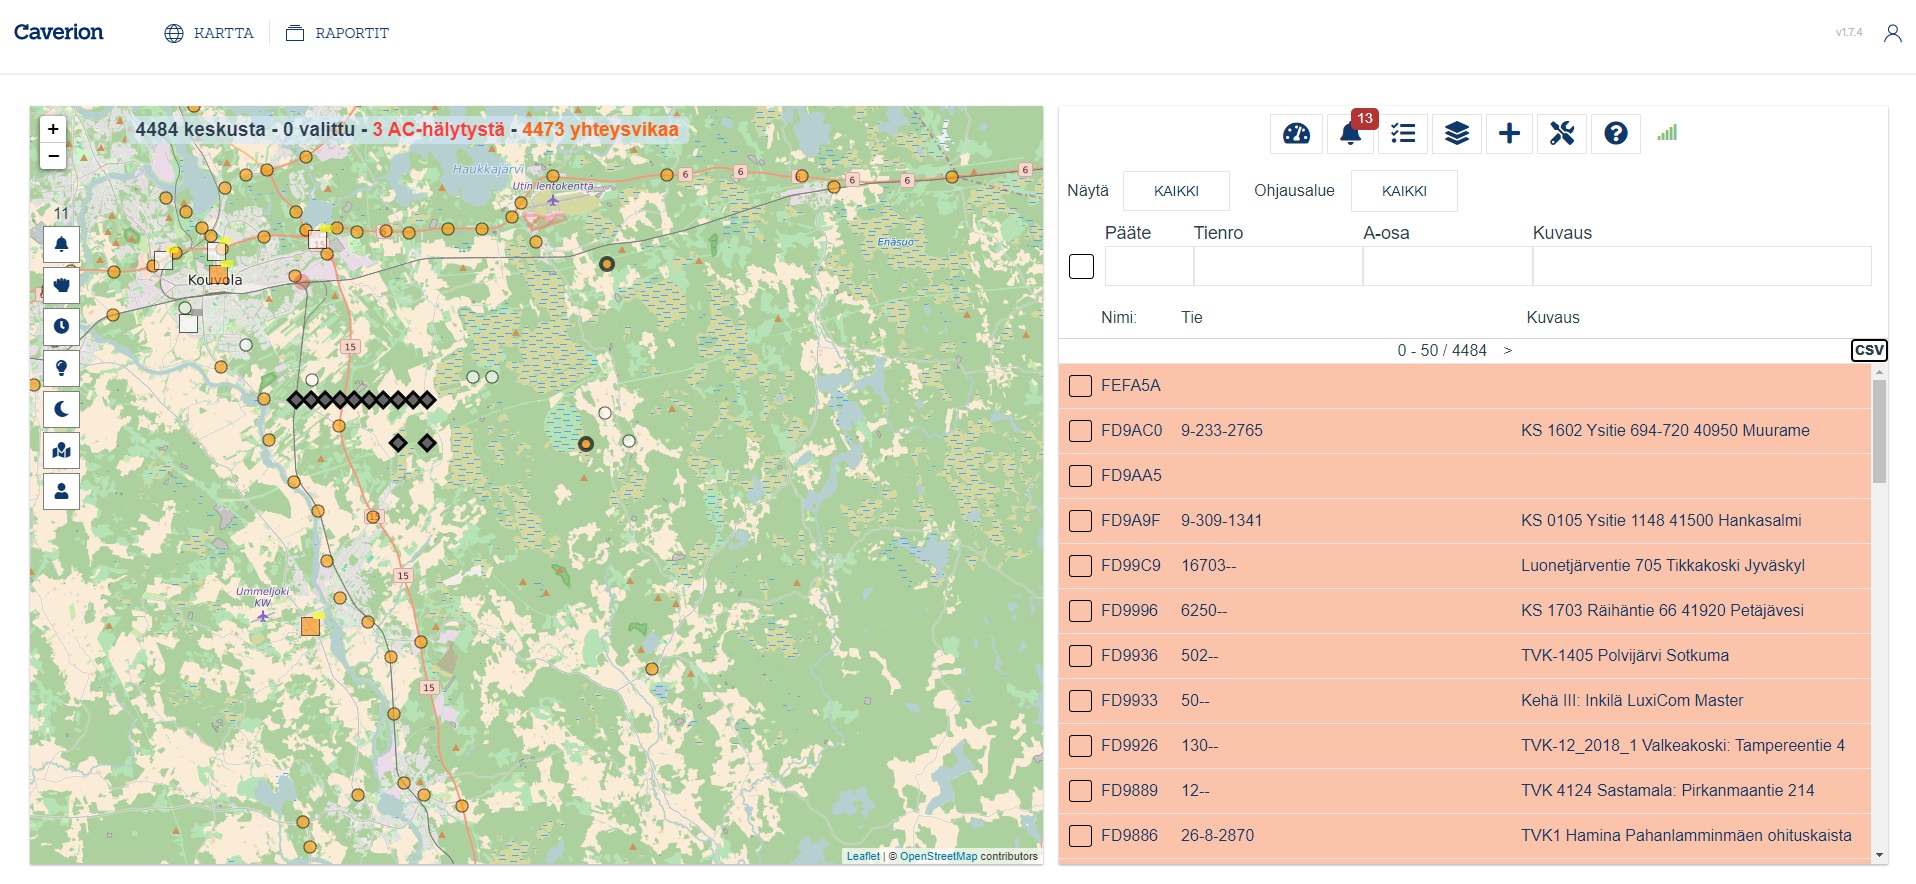 Caverion
KARTTA
RAPORTIT
v1.7.4
+
−
4484 keskusta - 0 valittu - 3 AC-hälytystä - 4473 yhteysvikaa
11
Haukkajärvi
Utin lentokenttä
6
6
6
6
6
15
Enäsuo
Kouvola
15
15
15
15
Ummeljoki
KW
Leaflet | © OpenStreetMap contributors
13
Näytä
KAIKKI
Ohjausalue
KAIKKI
Pääte
Tienro
A-osa
Kuvaus
Nimi:
Tie
Kuvaus
0 - 50 / 4484 >
CSV
FEFA5A
FD9AC0 9-233-2765 KS 1602 Ysitie 694-720 40950 Muurame
FD9AA5
FD9A9F 9-309-1341 KS 0105 Ysitie 1148 41500 Hankasalmi
FD99C9 16703-- Luonetjärventie 705 Tikkakoski Jyväskyl
FD9996 6250-- KS 1703 Räihäntie 66 41920 Petäjävesi
FD9936 502-- TVK-1405 Polvijärvi Sotkuma
FD9933 50-- Kehä III: Inkilä LuxiCom Master
FD9926 130-- TVK-12_2018_1 Valkeakoski: Tampereentie 4
FD9889 12-- TVK 4124 Sastamala: Pirkanmaantie 214
FD9886 26-8-2870 TVK1 Hamina Pahanlamminmäen ohituskaista